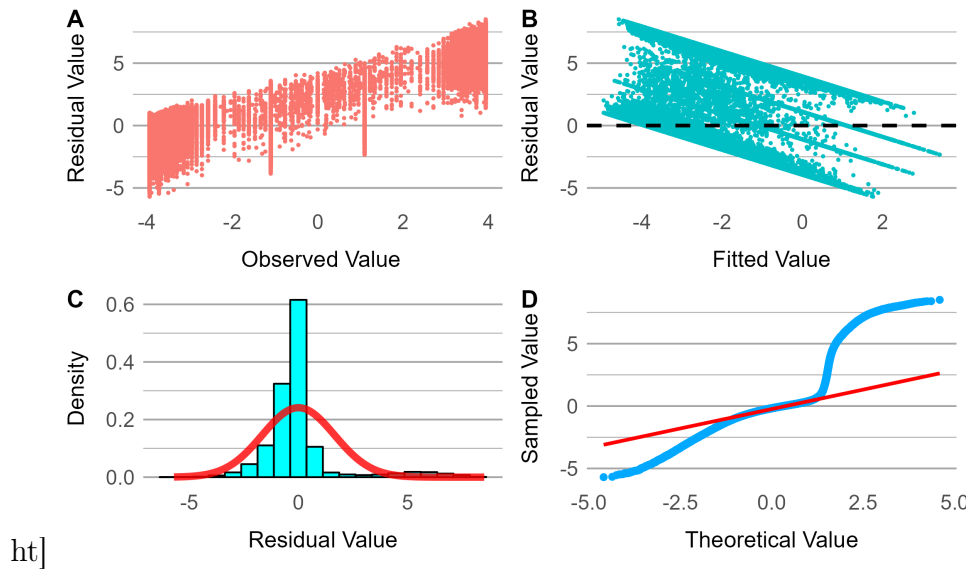 A
Residual Value
5
0
-5
-4
-2
0
2
4
Observed Value
B
Residual Value
5
0
-5
-4
-2
0
2
Fitted Value
C
Density
0.6
0.4
0.2
0.0
-5
0
5
Residual Value
D
Sampled Value
5
0
-5
-5.0
-2.5
0.0
2.5
5.0
Theoretical Value
ht]